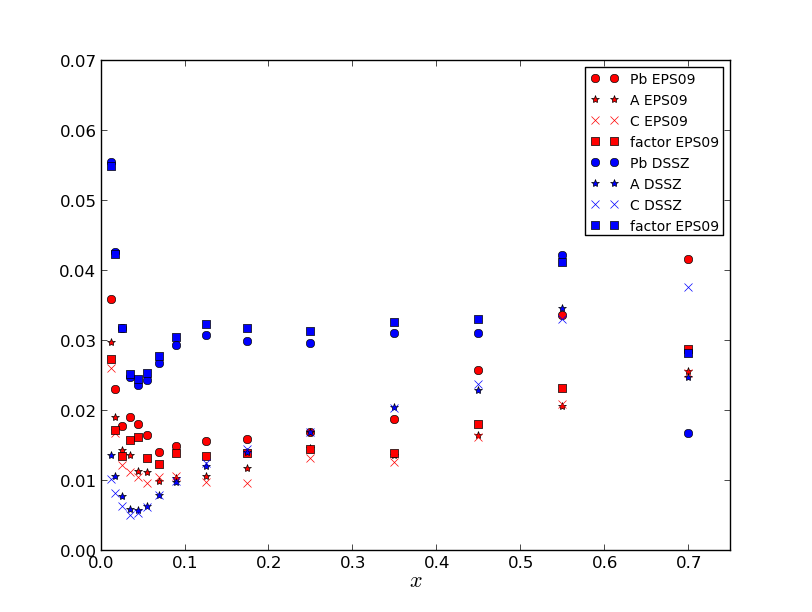 0.07
0.06
0.05
0.04
0.03
0.02
0.01
0.00
0.0 0.1 0.2 0.3 0.4 0.5 0.6 0.7
x
Pb EPS09
A EPS09
C EPS09
factor EPS09
Pb DSSZ
A DSSZ
C DSSZ
factor EPS09